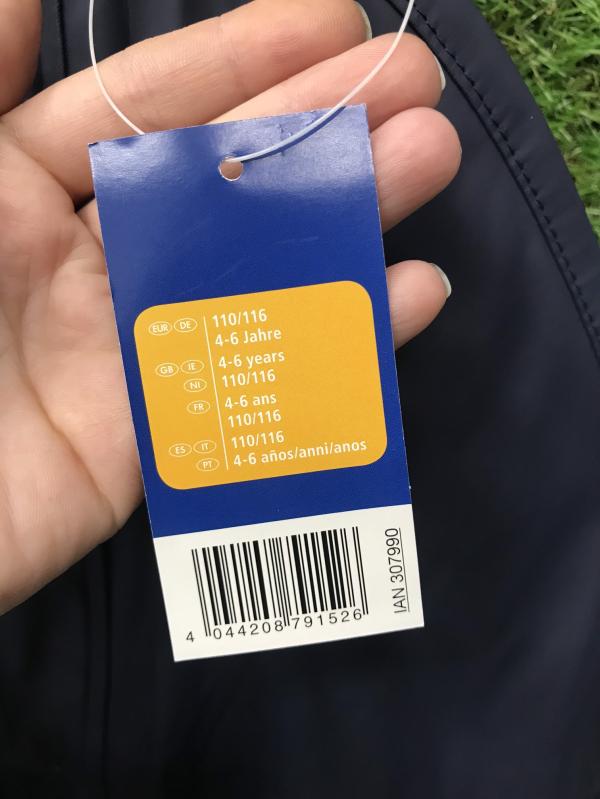 EUR DE 110/116
4-6 Jahre
GB IE 4-6 years
NI 110/116
FR 4-6 ans
110/116
ES IT 110/116
PT 4-6 años/anni/anos
4 044208 791526
IAN 307990